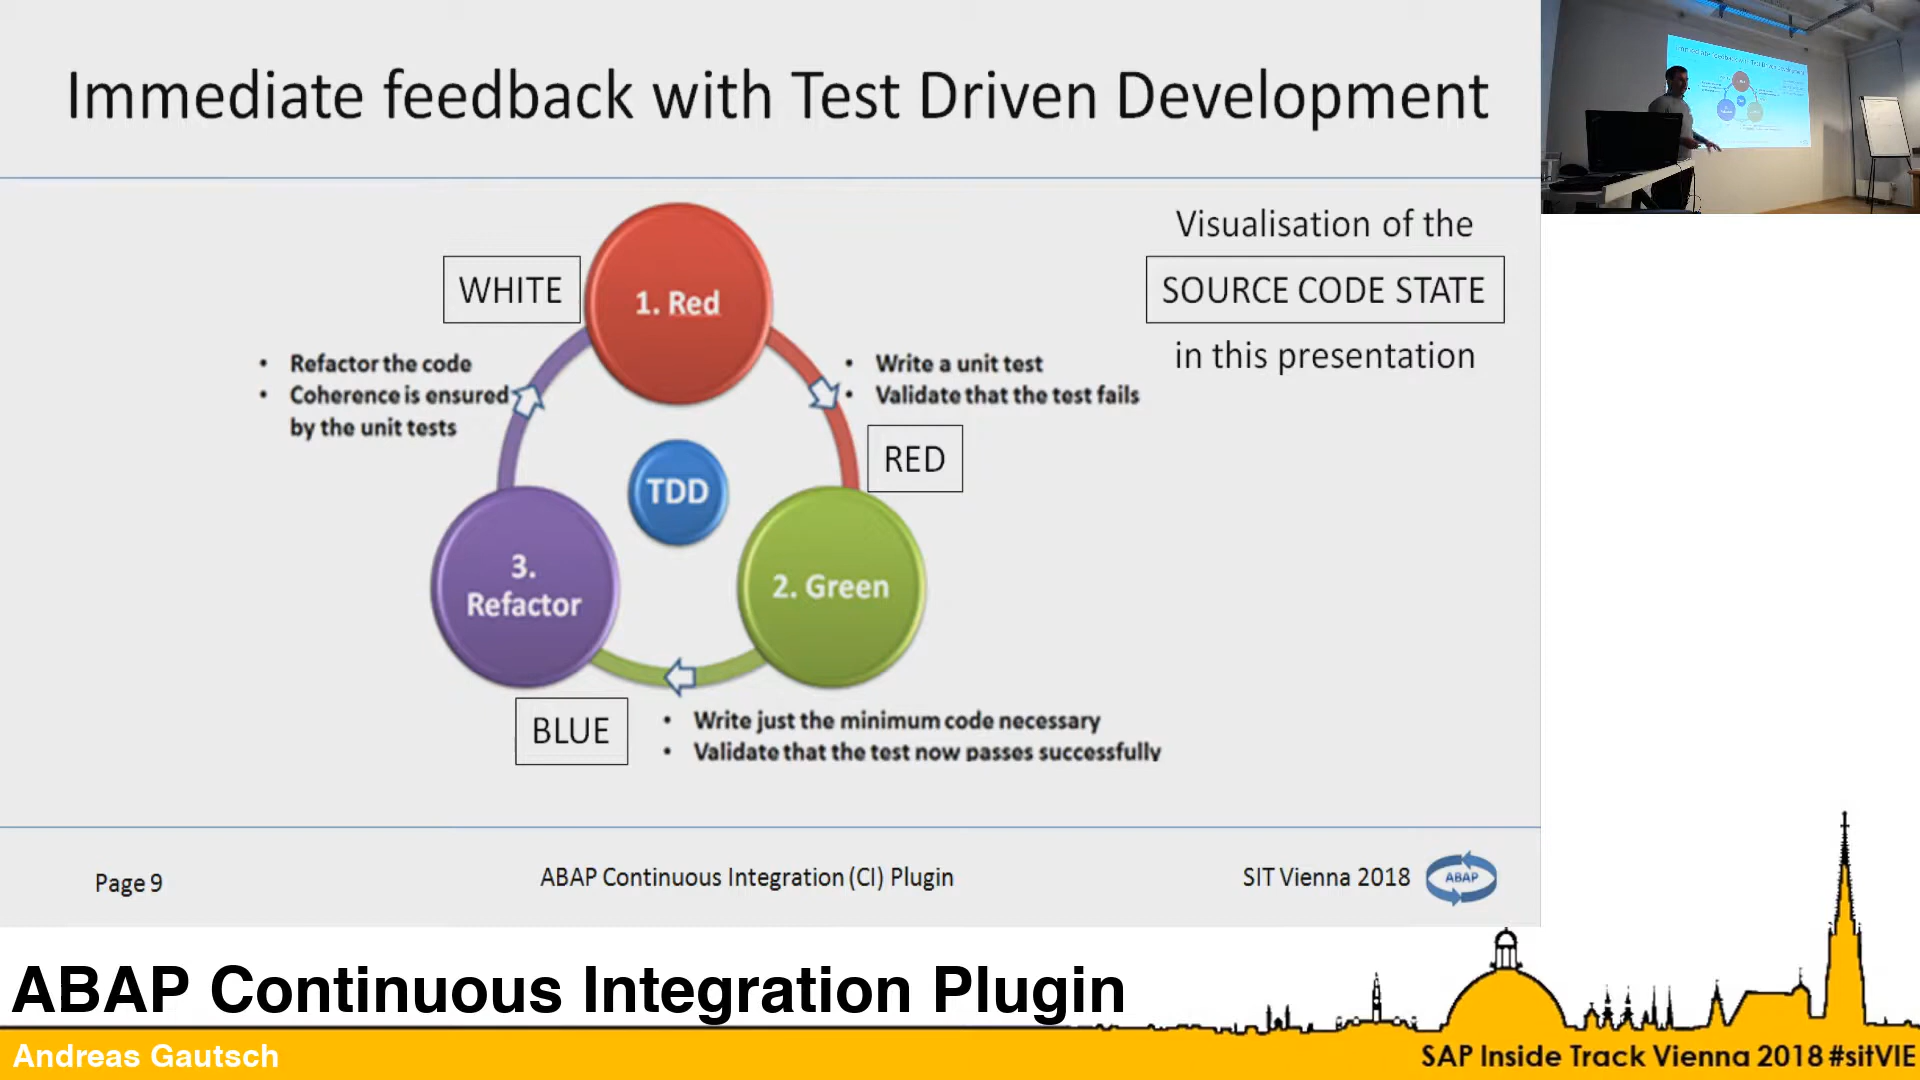 Immediate feedback with Test Driven Development
Visualisation of the
SOURCE CODE STATE
in this presentation
WHITE
1. Red
• Refactor the code
• Coherence is ensured
by the unit tests
• Write a unit test
• Validate that the test fails
RED
TDD
3.
Refactor
2. Green
BLUE
• Write just the minimum code necessary
• Validate that the test now passes successfully
Page 9
ABAP Continuous Integration (CI) Plugin
SIT Vienna 2018
ABAP
ABAP Continuous Integration Plugin
Andreas Gautsch
SAP Inside Track Vienna 2018 #sitVIE